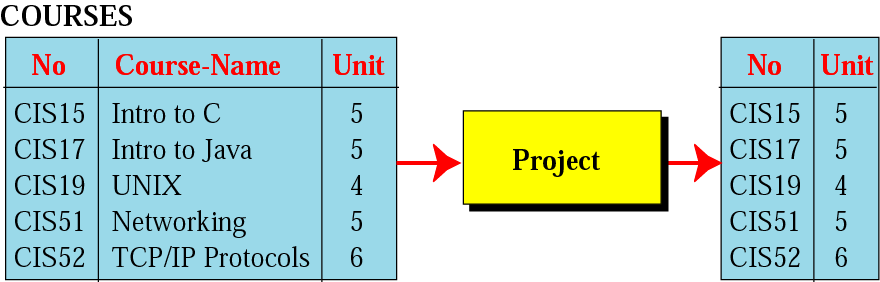 COURSES
No Course-Name Unit
CIS15 Intro to C 5
CIS17 Intro to Java 5
CIS19 UNIX 4
CIS51 Networking 5
CIS52 TCP/IP Protocols 6
Project
No Unit
CIS15 5
CIS17 5
CIS19 4
CIS51 5
CIS52 6